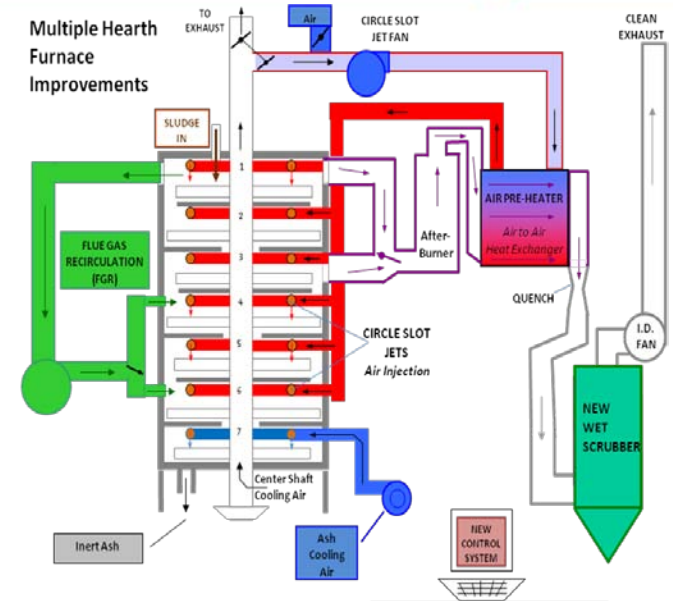 Multiple Hearth
Furnace
Improvements
TO
EXHAUST
Air
CIRCLE SLOT
JET FAN
CLEAN
EXHAUST
SLUDGE
IN
1
2
3
4
5
6
7
FLUE GAS
RECIRCULATION
(FGR)
After-
Burner
AIR PRE-HEATER
Air to Air
Heat Exchanger
QUENCH
CIRCLE SLOT
JETS
Air Injection
I.D.
FAN
NEW
WET
SCRUBBER
Center Shaft
Cooling Air
Inert Ash
Ash
Cooling
Air
NEW
CONTROL
SYSTEM